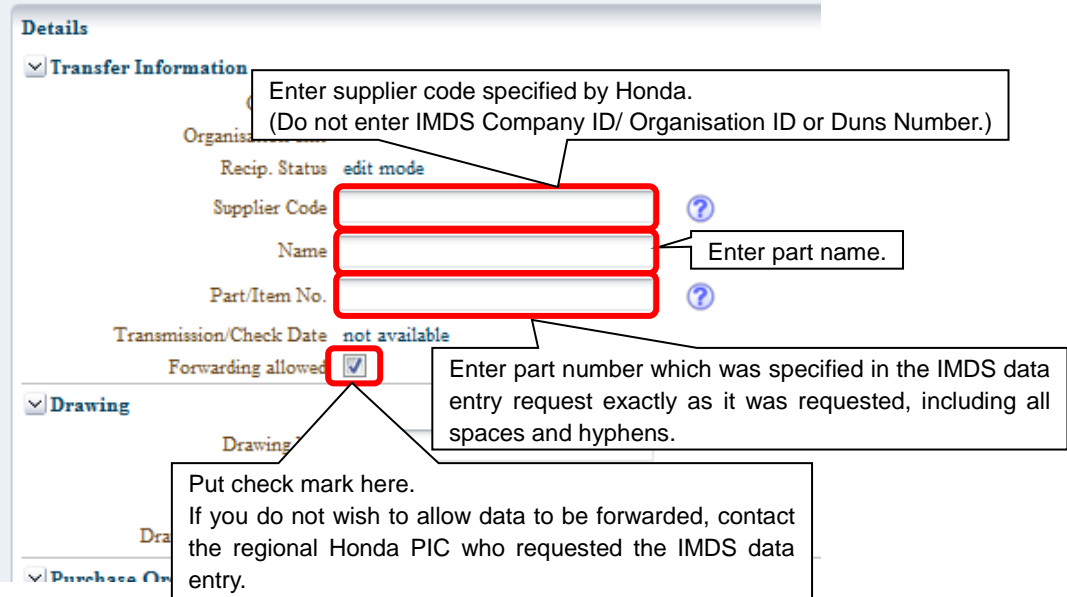 Details
Transfer Information
Enter supplier code specified by Honda.
(Do not enter IMDS Company ID/ Organisation ID or Duns Number.)
Recip. Status edit mode
Supplier Code
Name
Enter part name.
Part/Item No.
Transmission/Check Date not available
Forwarding allowed
Enter part number which was specified in the IMDS data
entry request exactly as it was requested, including all
spaces and hyphens.
Drawing
Drawing
Put check mark here.
If you do not wish to allow data to be forwarded, contact
the regional Honda PIC who requested the IMDS data
entry.
Purchase